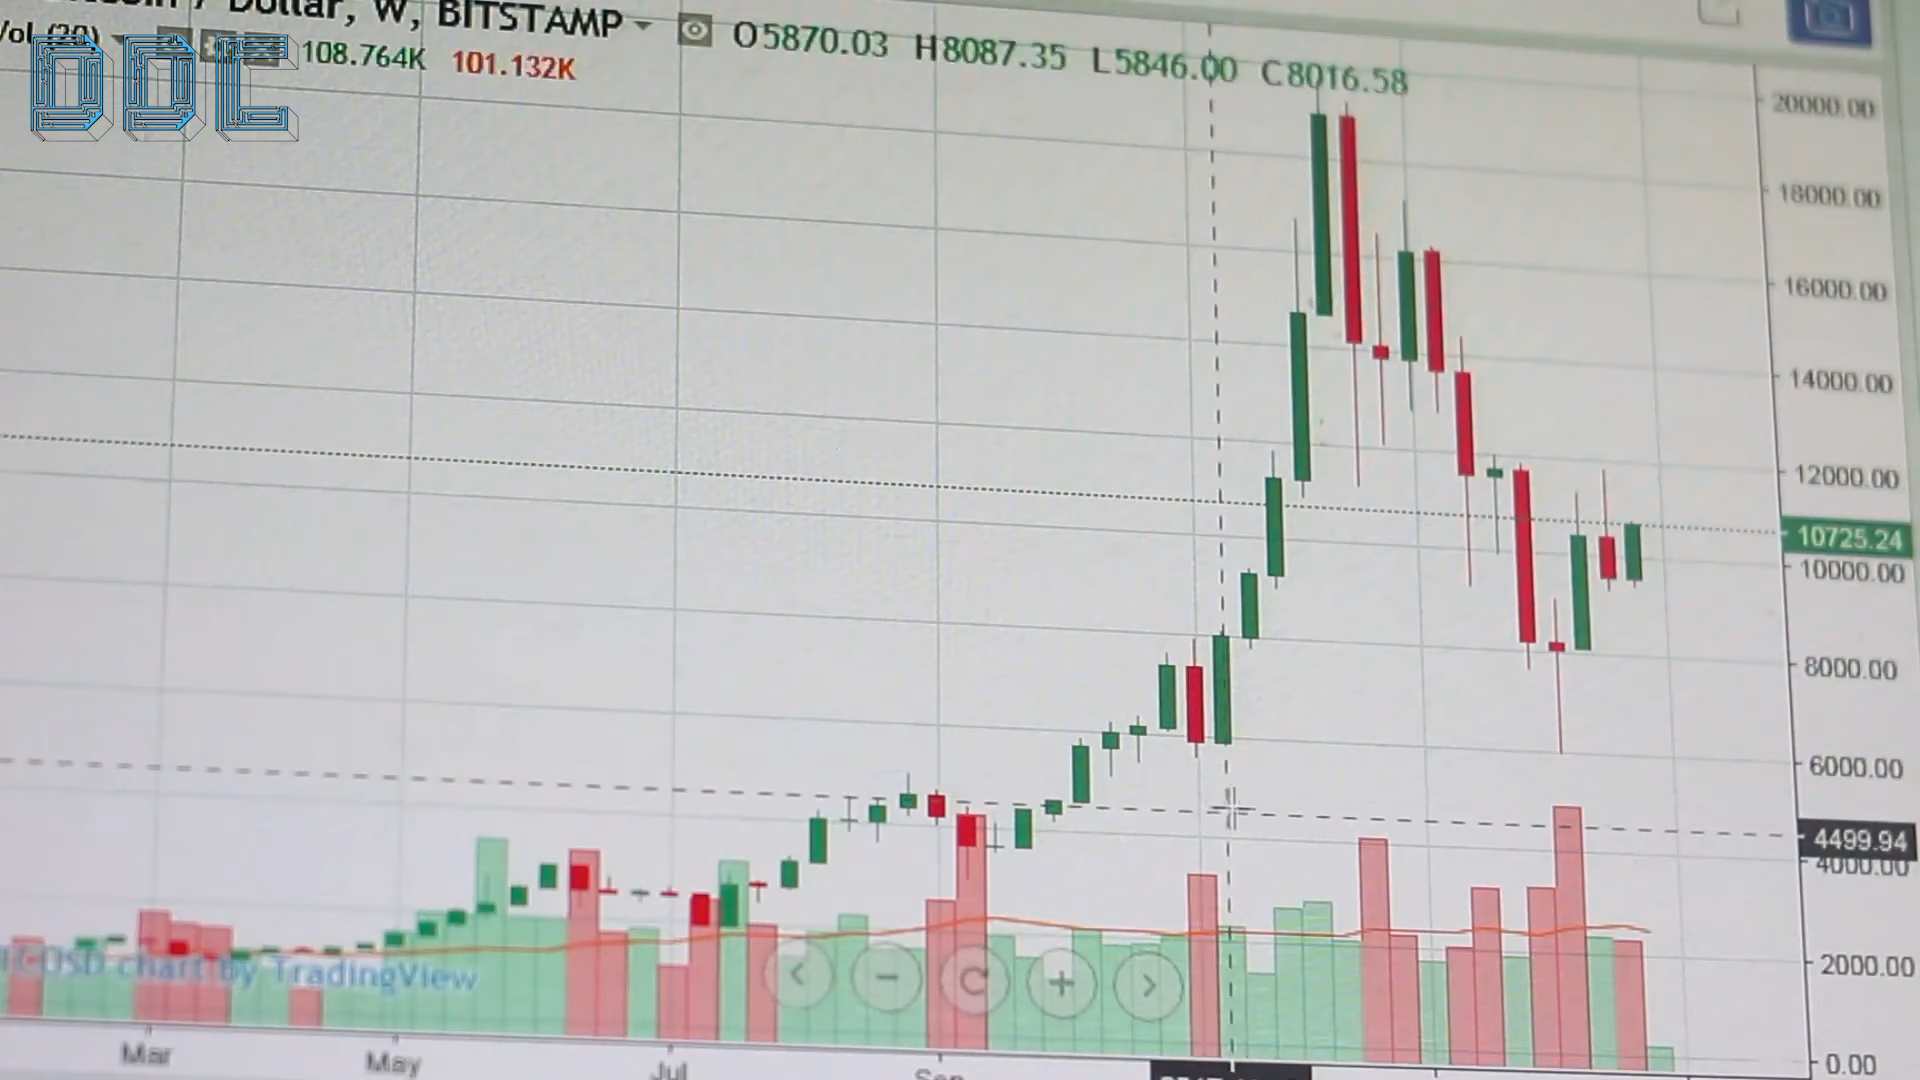 Dollar, W, BITSTAMP O5870.03 H8087.35 L5846.00 C8016.58
Vol (20) 108.764K 101.132K
DDC
20000.00
18000.00
16000.00
14000.00
12000.00
10725.24
10000.00
8000.00
6000.00
4499.94
4000.00
2000.00
0.00
chart by TradingView
Mar May Jul Sep